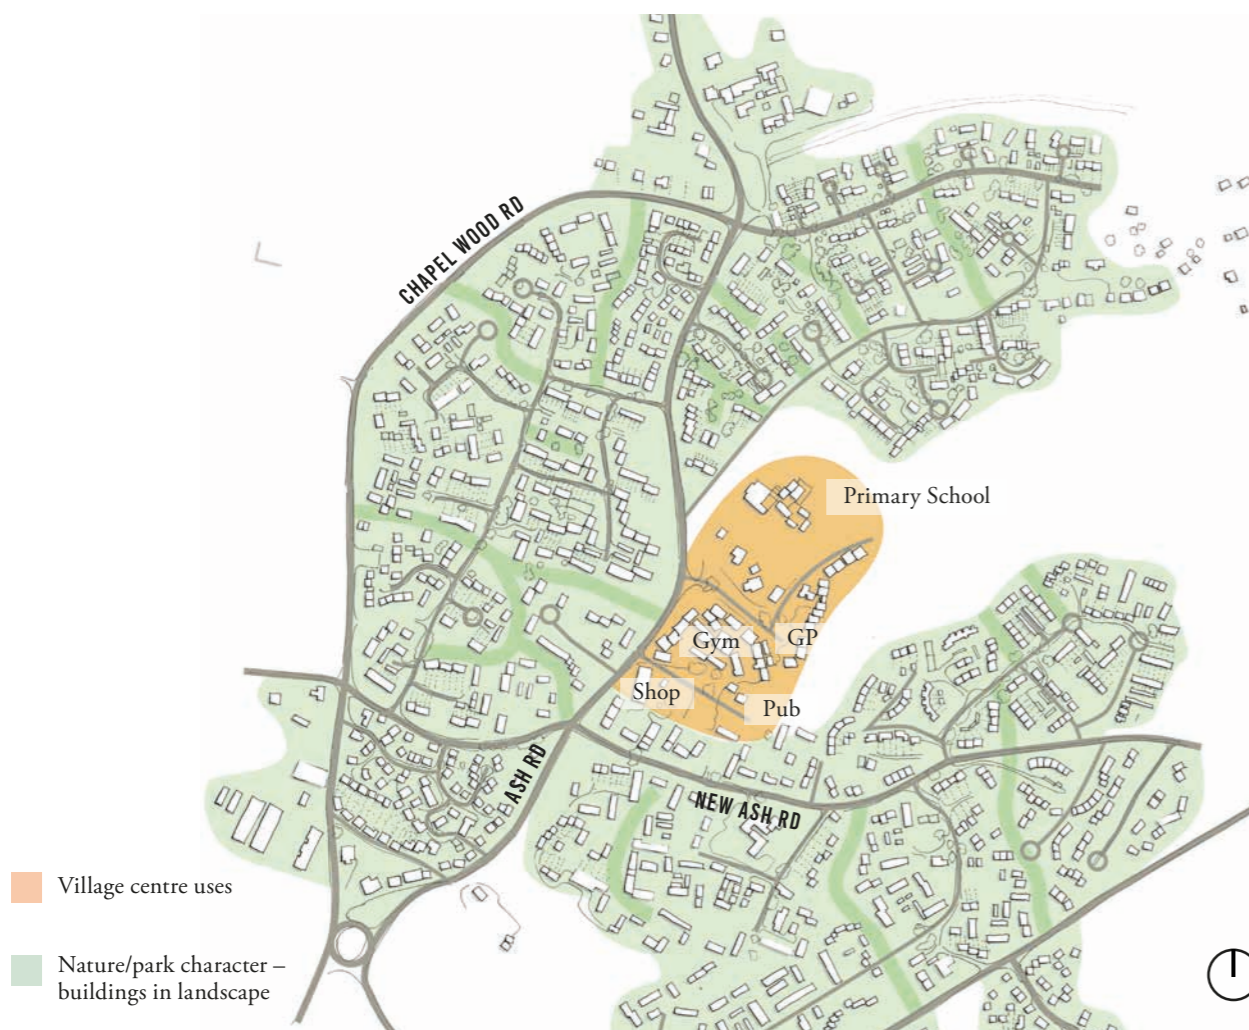 CHAPEL WOOD RD
Primary School
Gym
GP
Shop
Pub
ASH RD
NEW ASH RD
Village centre uses
Nature/park character –
buildings in landscape